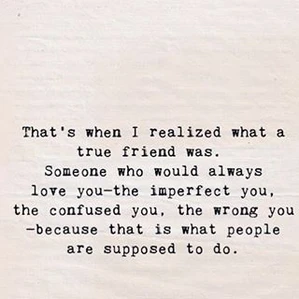 That's when I realized what a
true friend was.
Someone who would always
love you—the imperfect you,
the confused you, the wrong you
—because that is what people
are supposed to do.